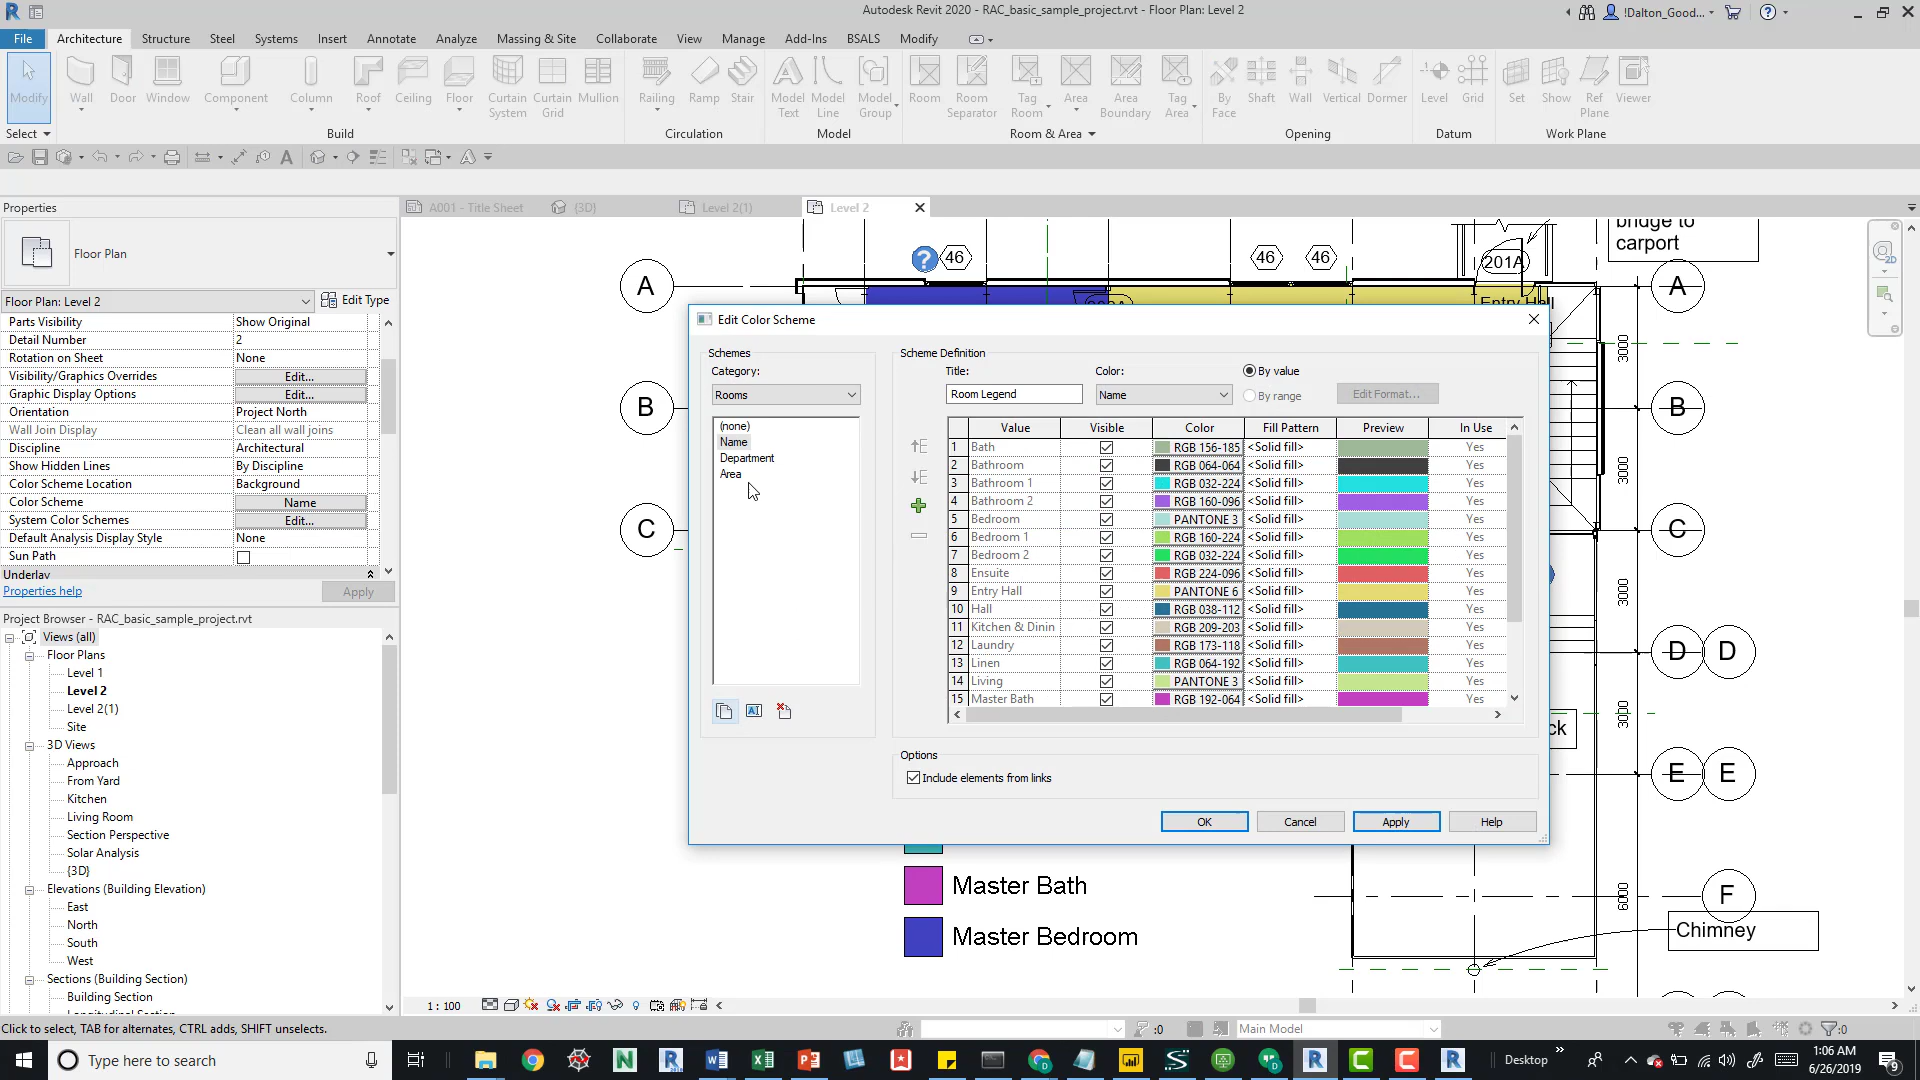 Autodesk Revit 2020 - RAC_basic_sample_project.rvt - Floor Plan: Level 2
!Dalton_Good...
File Architecture Structure Steel Systems Insert Annotate Analyze Massing & Site Collaborate View Manage Add-Ins BSALS Modify
Modify Wall Door Window Component Column Roof Ceiling Floor Curtain System Curtain Grid Mullion Railing Ramp Stair Model Text Model Line Model Group Room Room Separator Tag Room Area Area Boundary Tag Area By Face Shaft Wall Vertical Dormer Level Grid Set Show Ref Plane Viewer
Select Build Circulation Model Room & Area Opening Datum Work Plane
Properties
A001 - Title Sheet {3D} Level 2(1) Level 2
Floor Plan
Floor Plan: Level 2 Edit Type
Parts Visibility Show Original
Detail Number 2
Rotation on Sheet None
Visibility/Graphics Overrides Edit...
Graphic Display Options Edit...
Orientation Project North
Wall Join Display Clean all wall joins
Discipline Architectural
Show Hidden Lines By Discipline
Color Scheme Location Background
Color Scheme Name
System Color Schemes Edit...
Default Analysis Display Style None
Sun Path
Underlay
Properties help Apply
Project Browser - RAC_basic_sample_project.rvt
Views (all)
Floor Plans
Level 1
Level 2
Level 2(1)
Site
3D Views
Approach
From Yard
Kitchen
Living Room
Section Perspective
Solar Analysis
{3D}
Elevations (Building Elevation)
East
North
South
West
Sections (Building Section)
Building Section
Longitudinal Section
bridge to
carport
46 46 46 201A
A A
Entry Hall
B B
C C
D D
E E
F
3000
3000
3000
3000
6000
ck
Chimney
Master Bath
Master Bedroom
2D
Edit Color Scheme
Schemes
Category:
Rooms
(none)
Name
Department
Area
Scheme Definition
Title: Color: By value
Room Legend Name By range Edit Format...
Value Visible Color Fill Pattern Preview In Use
1 Bath RGB 156-185 <Solid fill> Yes
2 Bathroom RGB 064-064 <Solid fill> Yes
3 Bathroom 1 RGB 032-224 <Solid fill> Yes
4 Bathroom 2 RGB 160-096 <Solid fill> Yes
5 Bedroom PANTONE 3 <Solid fill> Yes
6 Bedroom 1 RGB 160-224 <Solid fill> Yes
7 Bedroom 2 RGB 032-224 <Solid fill> Yes
8 Ensuite RGB 224-096 <Solid fill> Yes
9 Entry Hall PANTONE 6 <Solid fill> Yes
10 Hall RGB 038-112 <Solid fill> Yes
11 Kitchen & Dinin RGB 209-203 <Solid fill> Yes
12 Laundry RGB 173-118 <Solid fill> Yes
13 Linen RGB 064-192 <Solid fill> Yes
14 Living PANTONE 3 <Solid fill> Yes
15 Master Bath RGB 192-064 <Solid fill> Yes
Options
Include elements from links
OK Cancel Apply Help
1 : 100
Click to select, TAB for alternates, CTRL adds, SHIFT unselects.
:0 Main Model :0
Type here to search
Desktop
1:06 AM
6/26/2019
9